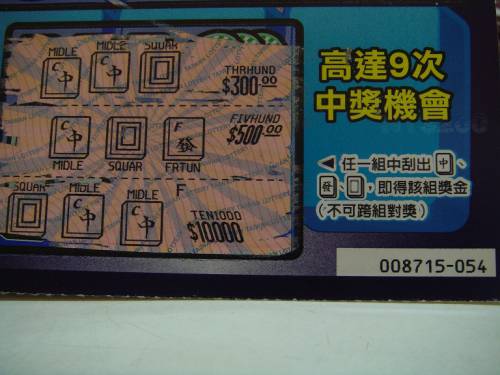 MIDLE MIDLE SQUAR
中 中
THRHUND
$300.00
中 發
FIVHUND
$500.00
MIDLE SQUAR FRTUN
SQUAR MIDLE MIDLE F
中 中
TEN1000
$10000
高達9次
中獎機會
◀任一組中刮出中、
發、回,即得該組獎金
(不可跨組對獎)
008715-054